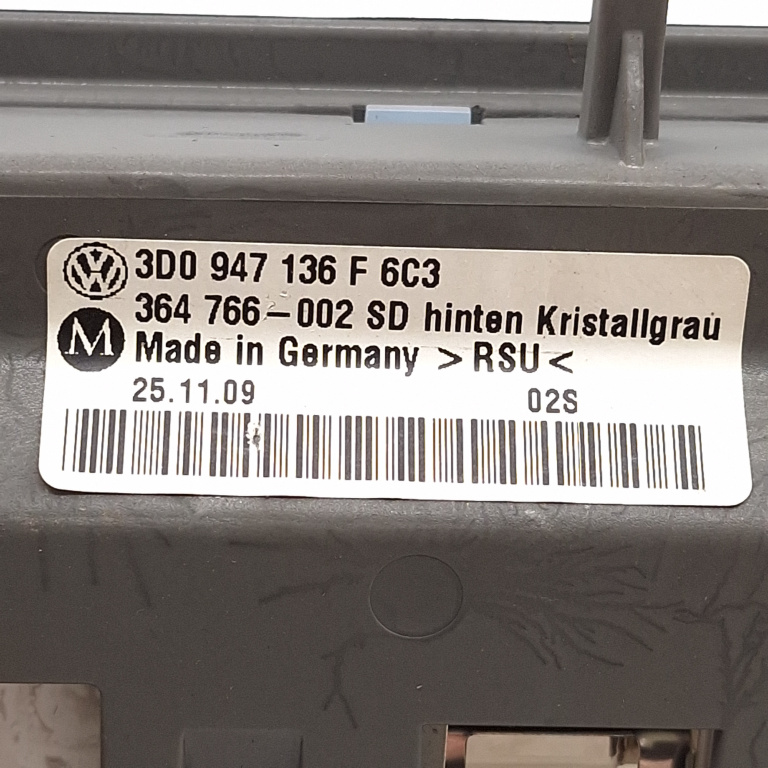 3D0 947 136 F 6C3
364 766-002 SD hinten Kristallgrau
M Made in Germany >RSU<
25.11.09 02S